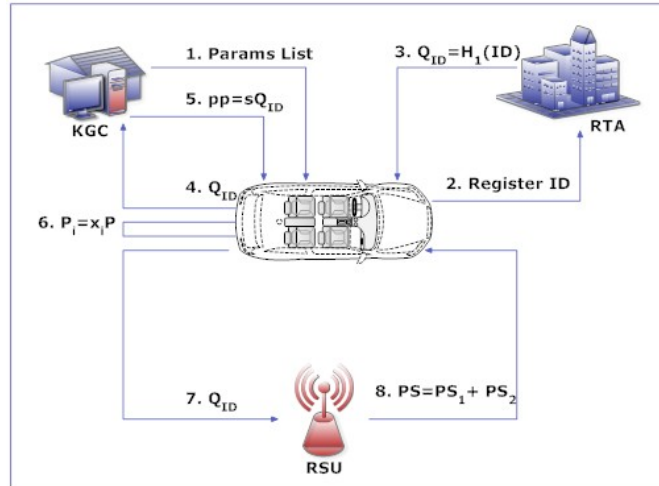 1. Params List
3. Q_ID=H_1(ID)
5. pp=sQ_ID
KGC
RTA
4. Q_ID
2. Register ID
6. P_i=x_iP
7. Q_ID
8. PS=PS_1+ PS_2
RSU